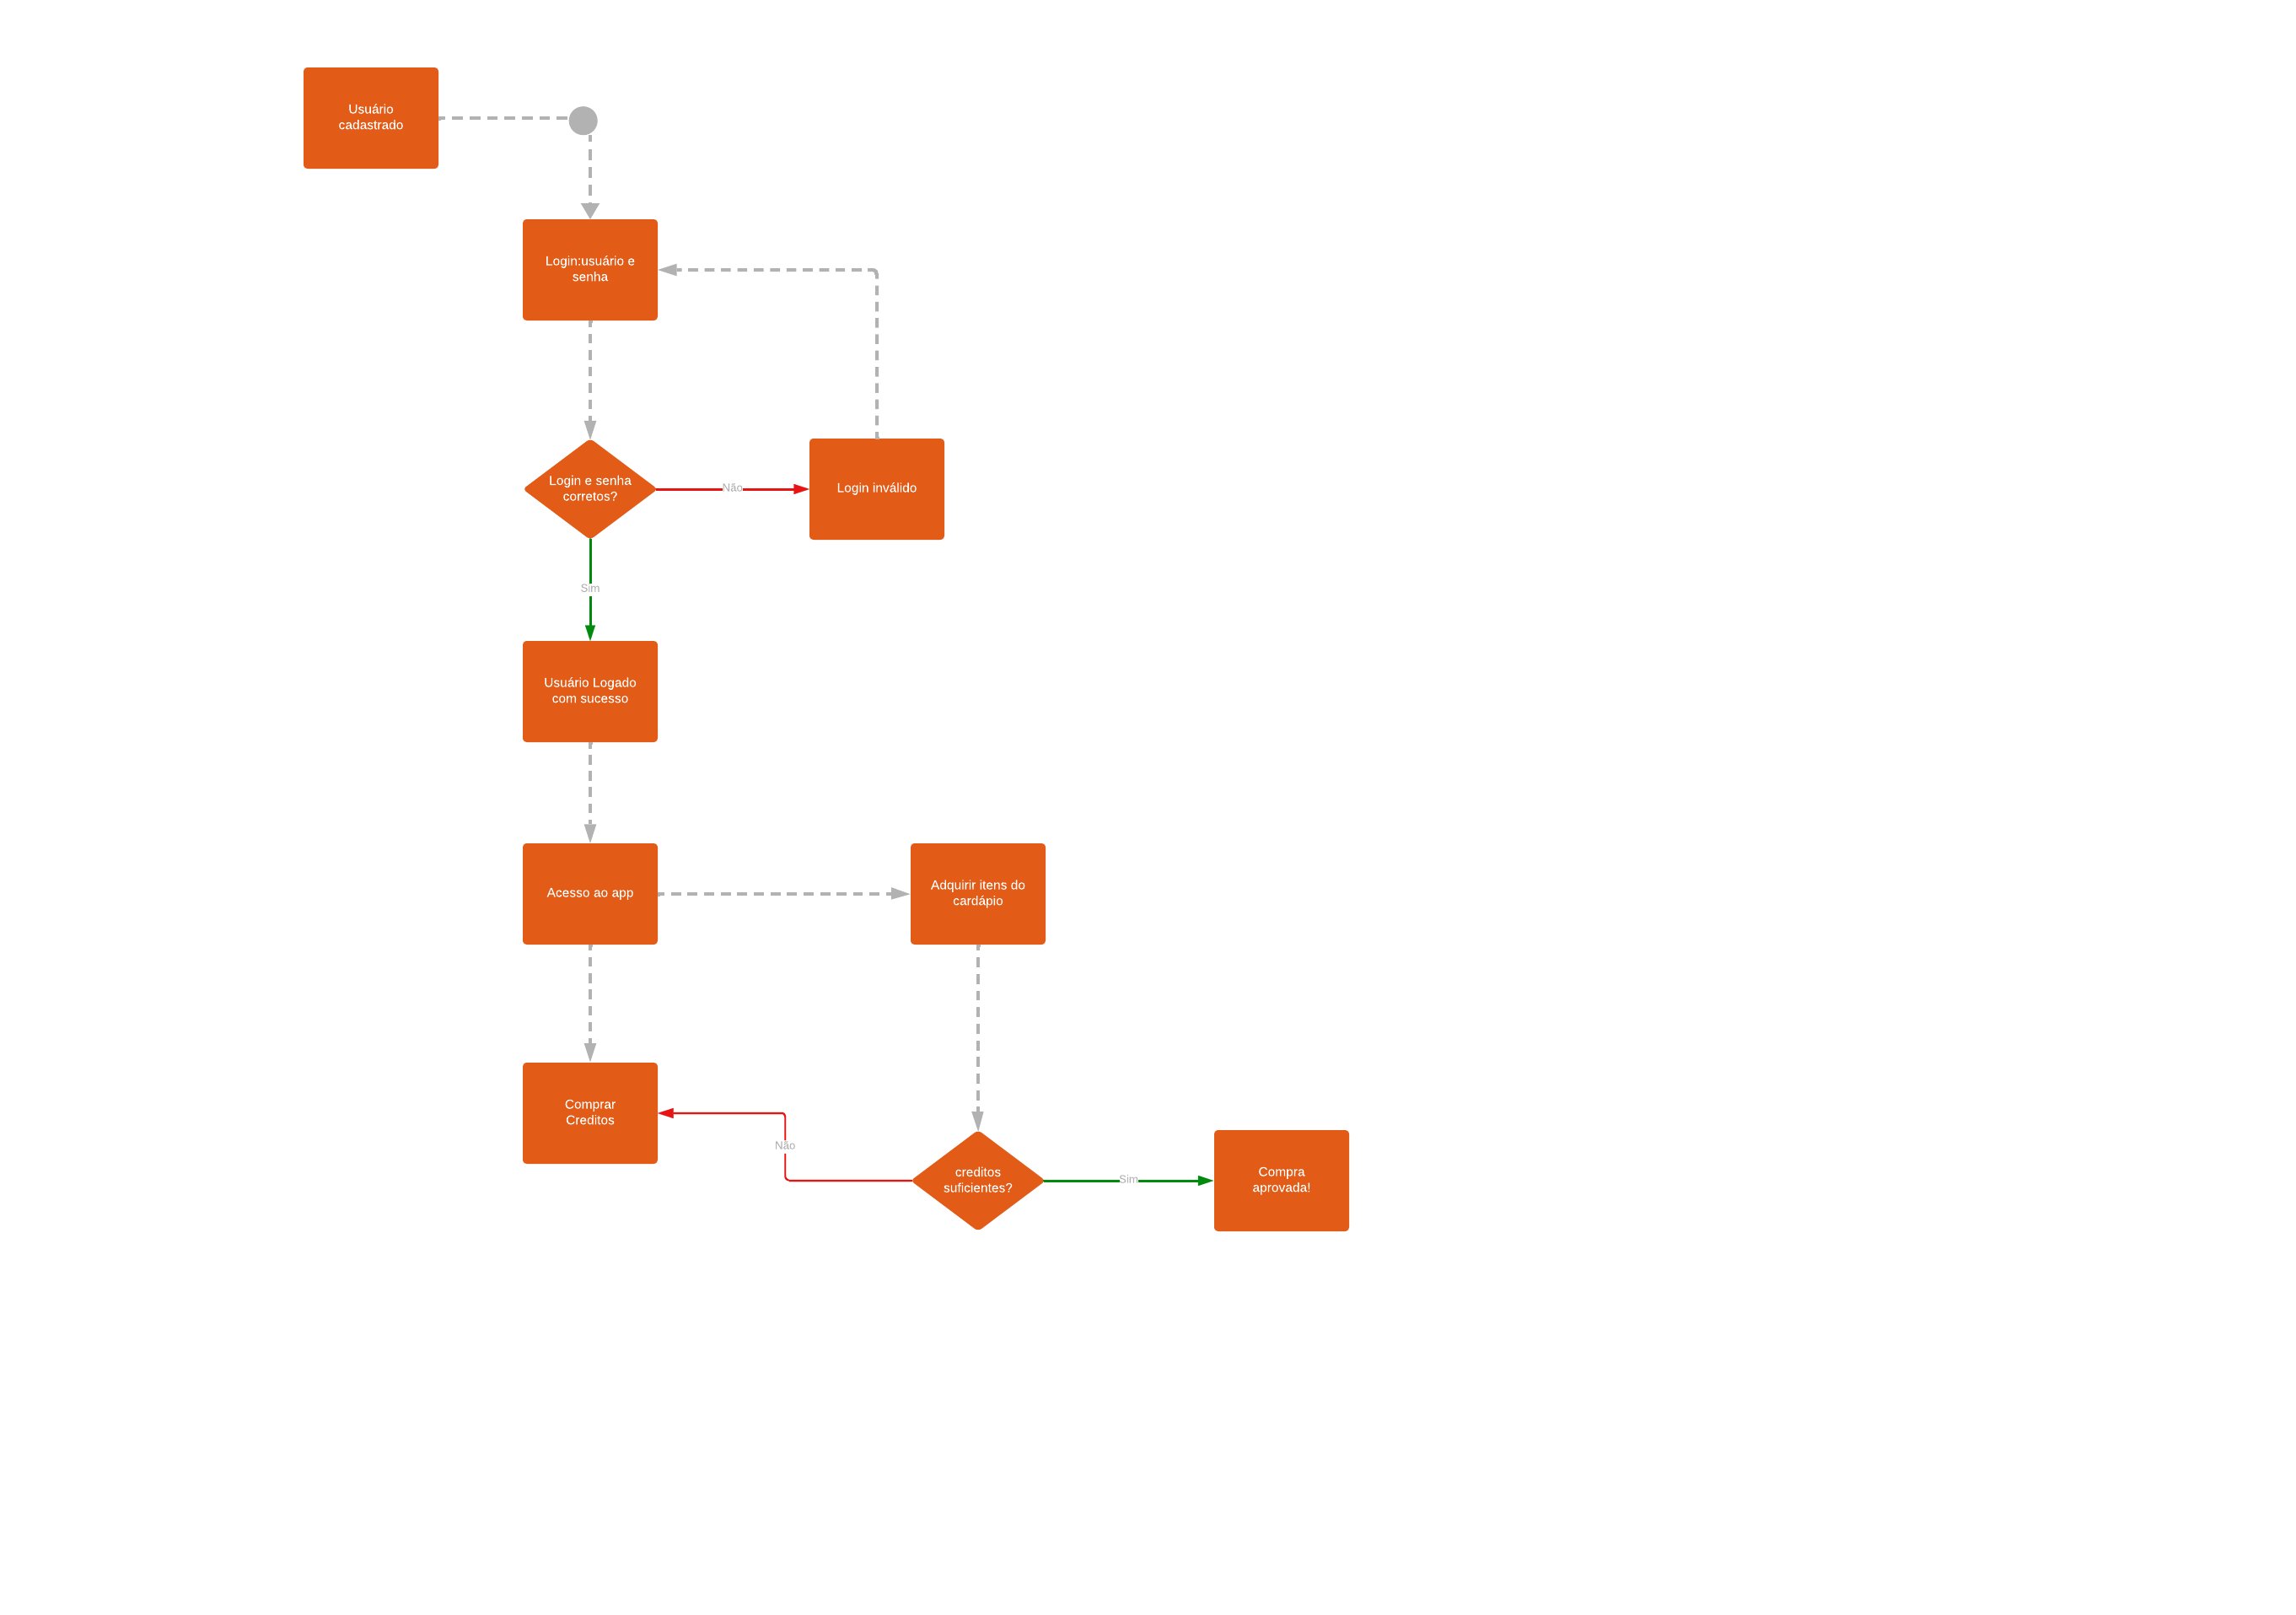 Usuário
cadastrado
Login:usuário e
senha
Login e senha
corretos?
Não
Login inválido
Sim
Usuário Logado
com sucesso
Acesso ao app
Adquirir itens do
cardápio
Comprar
Creditos
Não
creditos
suficientes?
Sim
Compra
aprovada!